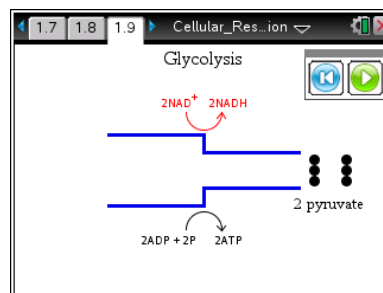 1.7 1.8 1.9 Cellular_Res...ion
Glycolysis
2NAD+ 2NADH
2 pyruvate
2ADP + 2P 2ATP